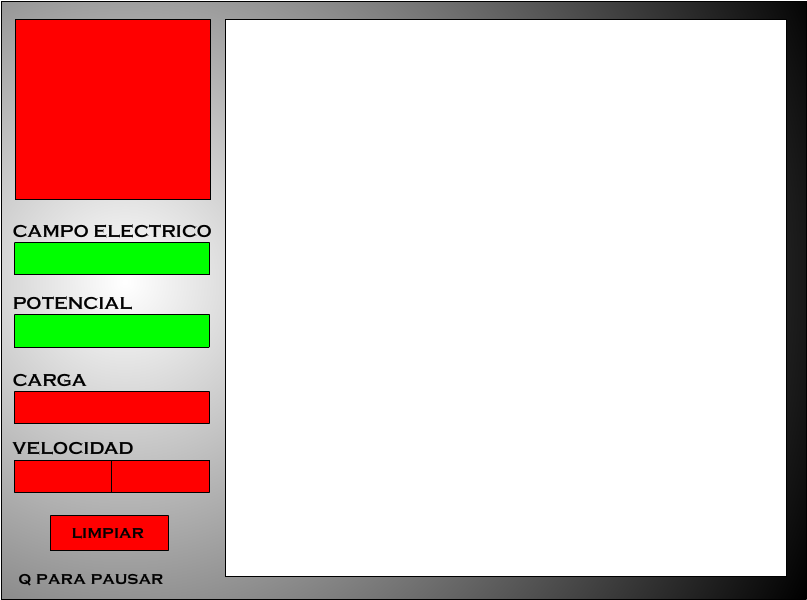 CAMPO ELECTRICO
POTENCIAL
CARGA
VELOCIDAD
LIMPIAR
Q PARA PAUSAR